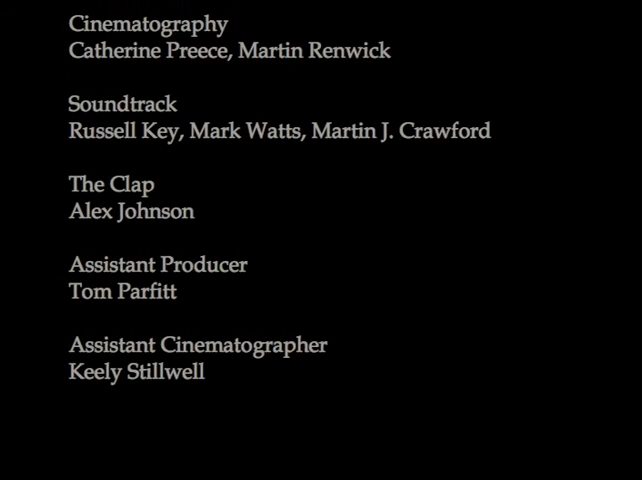 Cinematography
Catherine Preece, Martin Renwick
Soundtrack
Russell Key, Mark Watts, Martin J. Crawford
The Clap
Alex Johnson
Assistant Producer
Tom Parfitt
Assistant Cinematographer
Keely Stillwell